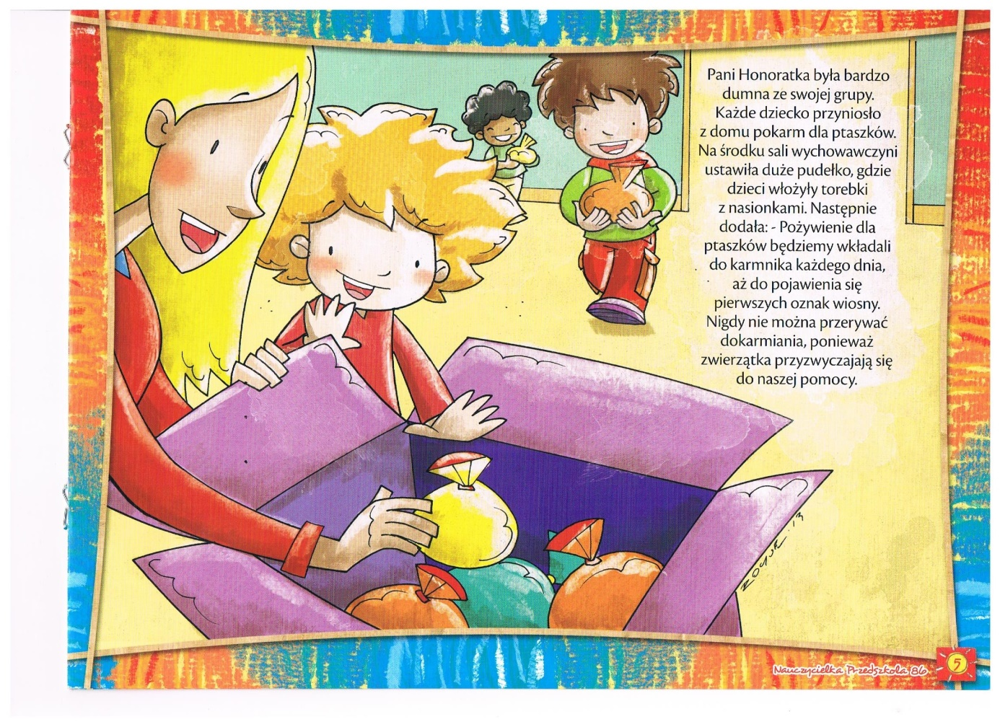 Pani Honoratka była bardzo
dumna ze swojej grupy.
Każde dziecko przyniosło
z domu pokarm dla ptaszków.
Na środku sali wychowawczyni
ustawiła duże pudełko, gdzie
dzieci włożyły torebki
z nasionkami. Następnie
dodała: - Pożywienie dla
ptaszków będziemy wkładali
do karmnika każdego dnia,
aż do pojawienia się
pierwszych oznak wiosny.
Nigdy nie można przerywać
dokarmiania, ponieważ
zwierzątka przyzwyczajają się
do naszej pomocy.
Nauczycielka Przedszkola 86
5